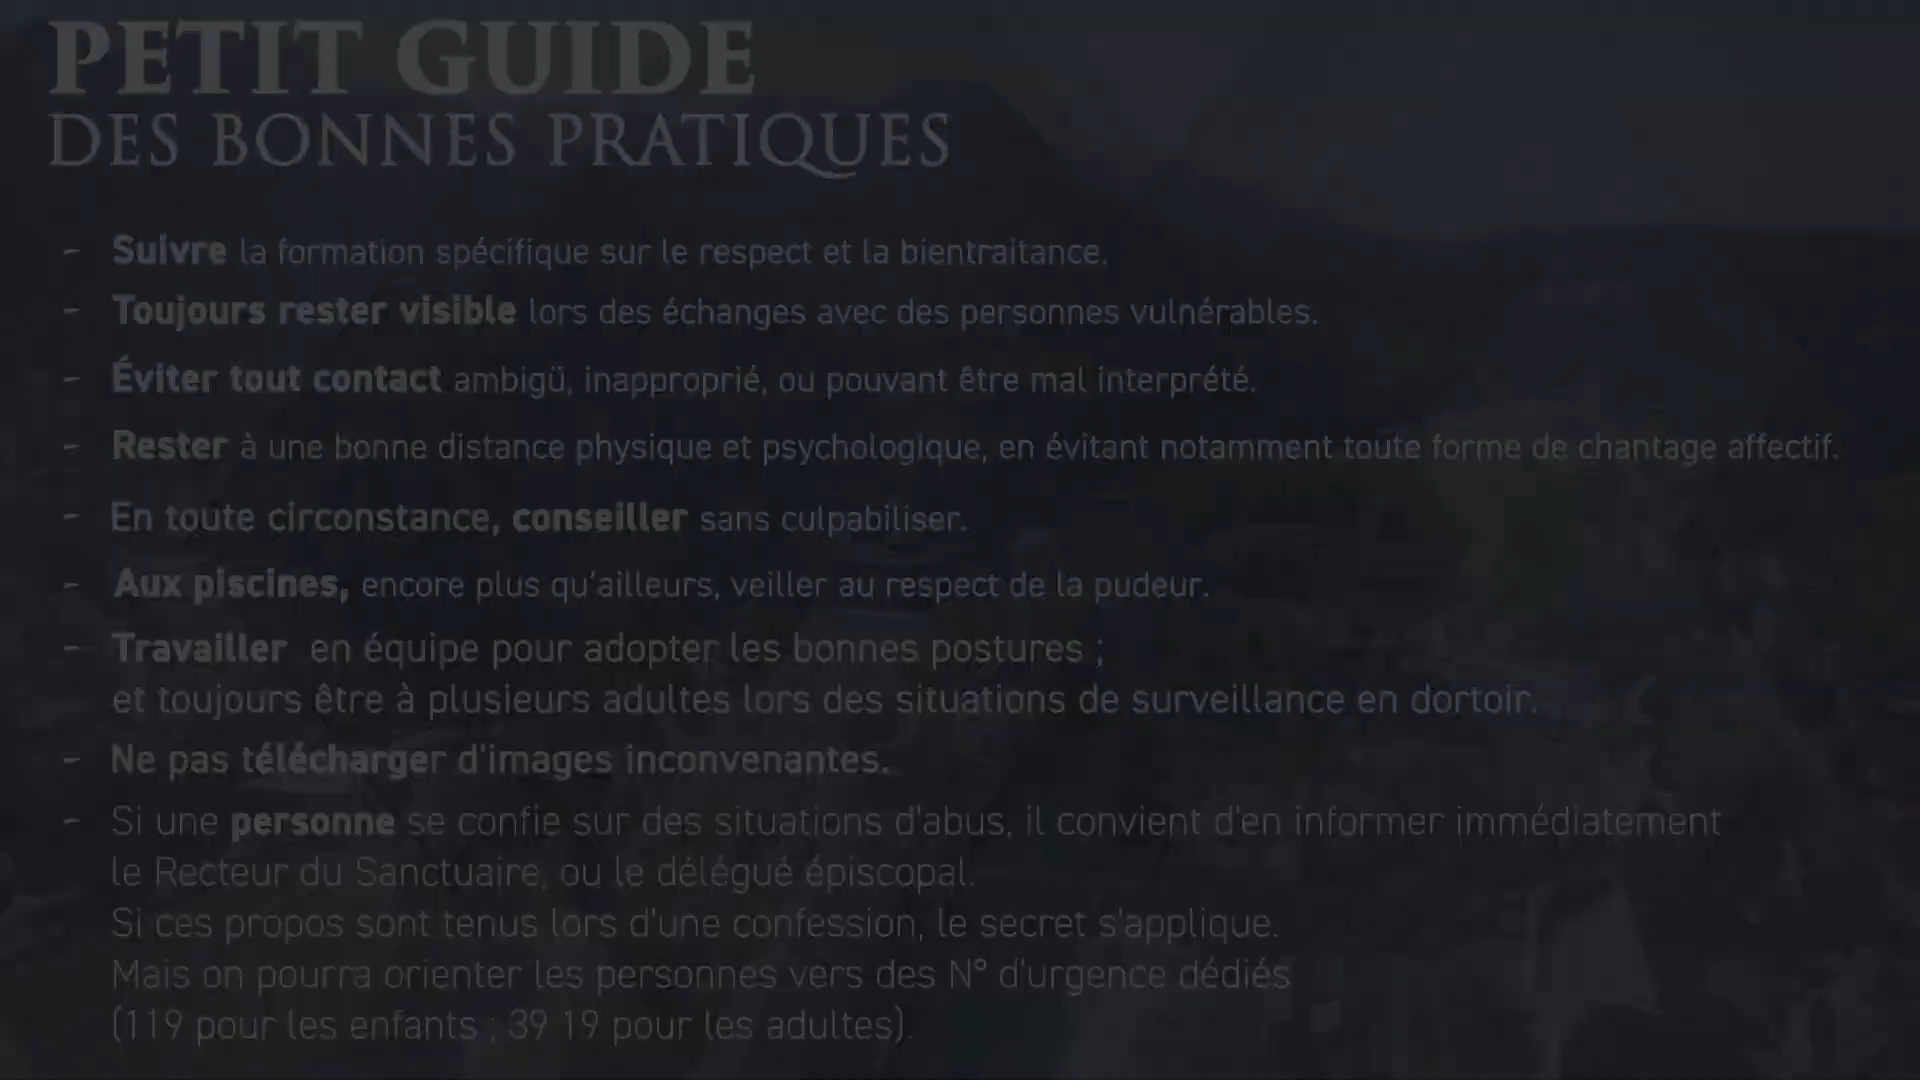 PETIT GUIDE
DES BONNES PRATIQUES
- Suivre la formation spécifique sur le respect et la bientraitance.
- Toujours rester visible lors des échanges avec des personnes vulnérables.
- Éviter tout contact ambigü, inapproprié, ou pouvant être mal interprété.
- Rester à une bonne distance physique et psychologique, en évitant notamment toute forme de chantage affectif.
- En toute circonstance, conseiller sans culpabiliser.
- Aux piscines, encore plus qu'ailleurs, veiller au respect de la pudeur.
- Travailler en équipe pour adopter les bonnes postures ;
et toujours être à plusieurs adultes lors des situations de surveillance en dortoir.
- Ne pas télécharger d'images inconvenantes.
- Si une personne se confie sur des situations d'abus, il convient d'en informer immédiatement
le Recteur du Sanctuaire, ou le délégué épiscopal.
Si ces propos sont tenus lors d'une confession, le secret s'applique.
Mais on pourra orienter les personnes vers des N° d'urgence dédiés
(119 pour les enfants ; 39 19 pour les adultes).